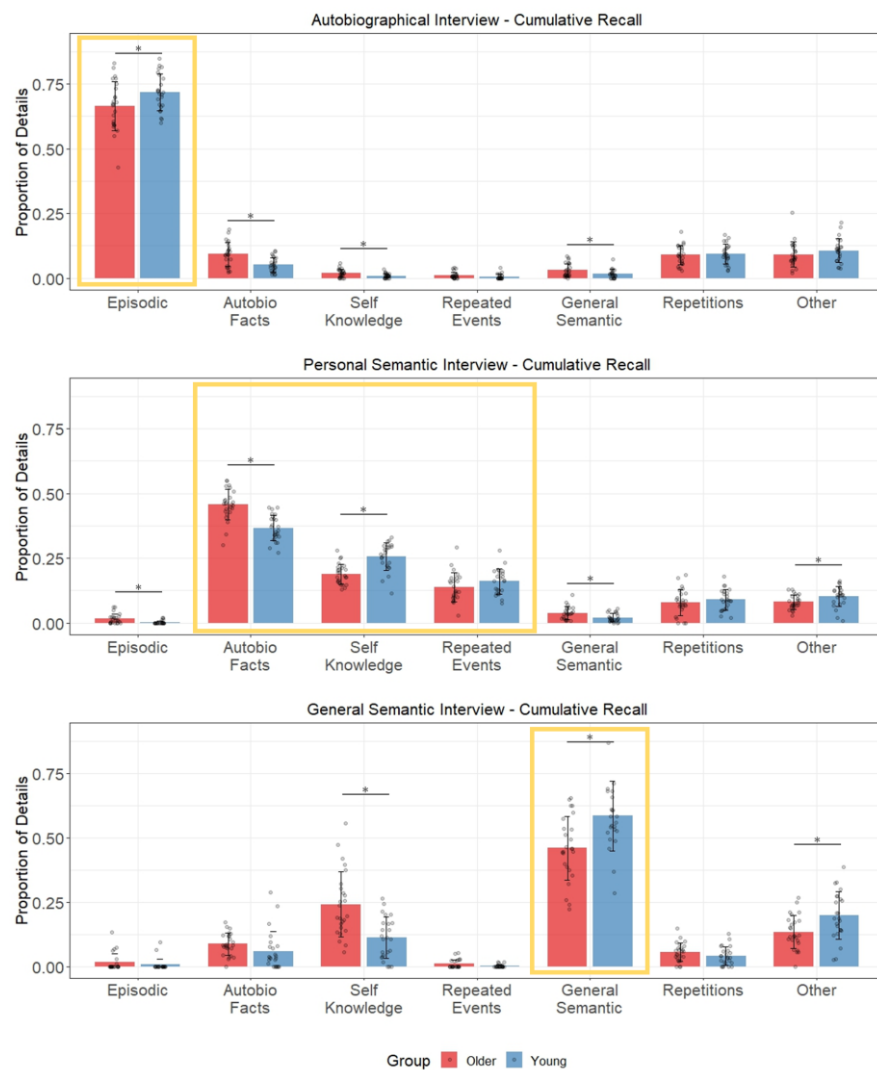 Autobiographical Interview - Cumulative Recall
Proportion of Details
0.75
0.50
0.25
0.00
*
*
*
*
Episodic
Autobio
Facts
Self
Knowledge
Repeated
Events
General
Semantic
Repetitions
Other
Personal Semantic Interview - Cumulative Recall
Proportion of Details
0.75
0.50
0.25
0.00
*
*
*
*
*
Episodic
Autobio
Facts
Self
Knowledge
Repeated
Events
General
Semantic
Repetitions
Other
General Semantic Interview - Cumulative Recall
Proportion of Details
0.75
0.50
0.25
0.00
*
*
*
Episodic
Autobio
Facts
Self
Knowledge
Repeated
Events
General
Semantic
Repetitions
Other
Group Older Young